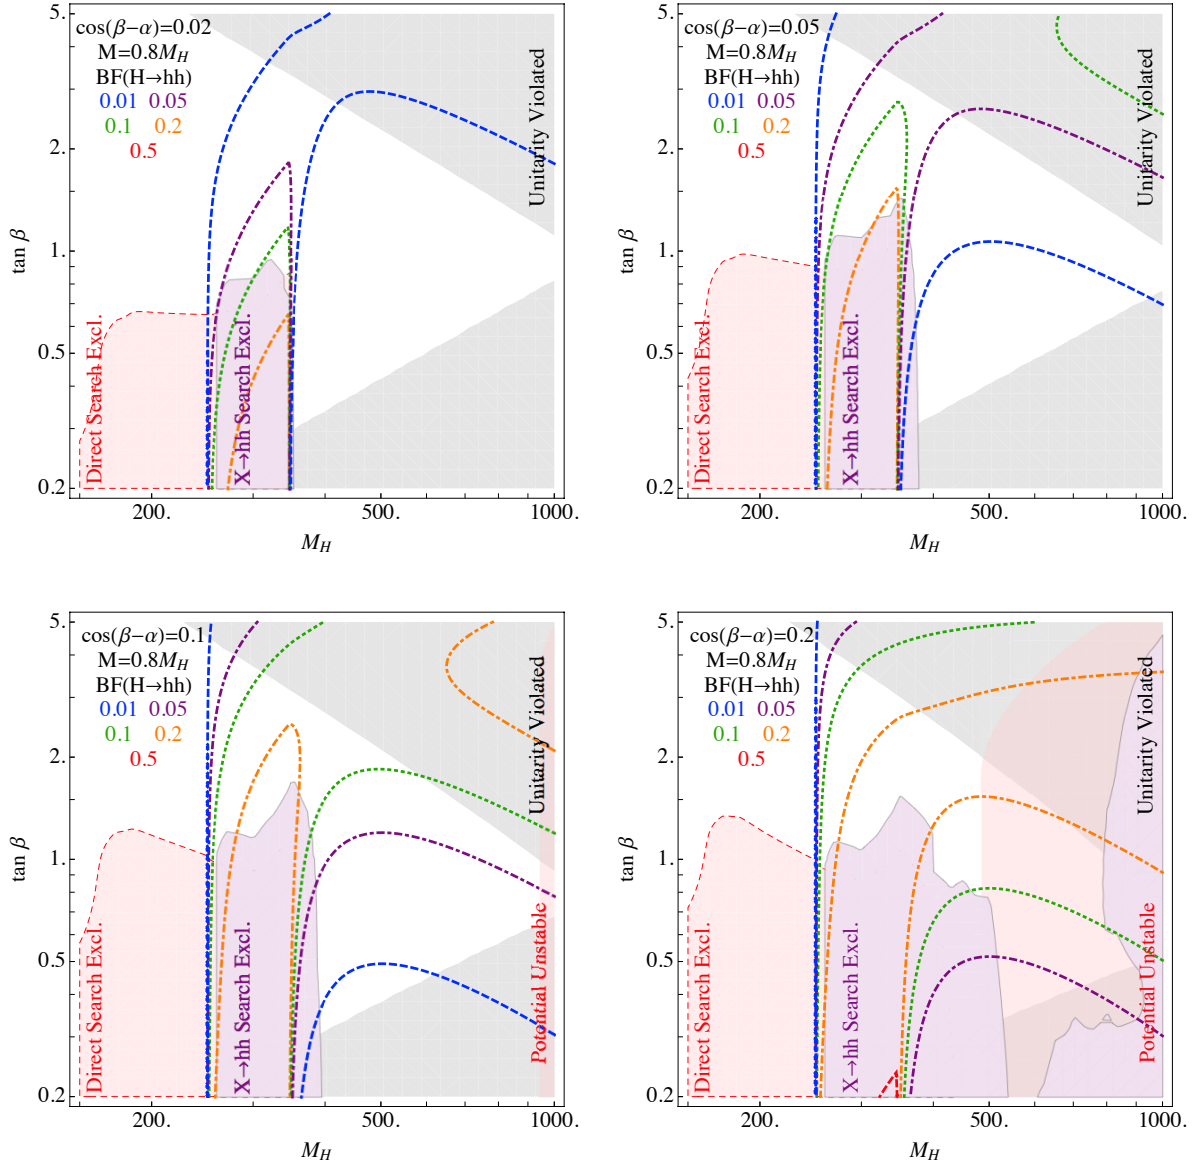 5.
2.
1.
0.5
0.2
tan β
cos(β−α)=0.02
M=0.8M_H
BF(H→hh)
0.01 0.05
0.1 0.2
0.5
Direct Search Excl.
X→hh Search Excl.
Unitarity Violated
200. 500. 1000.
M_H
5.
2.
1.
0.5
0.2
tan β
cos(β−α)=0.05
M=0.8M_H
BF(H→hh)
0.01 0.05
0.1 0.2
0.5
Direct Search Excl.
X→hh Search Excl.
Unitarity Violated
200. 500. 1000.
M_H
5.
2.
1.
0.5
0.2
tan β
cos(β−α)=0.1
M=0.8M_H
BF(H→hh)
0.01 0.05
0.1 0.2
0.5
Direct Search Excl.
X→hh Search Excl.
Unitarity Violated
Potential Unstable
200. 500. 1000.
M_H
5.
2.
1.
0.5
0.2
tan β
cos(β−α)=0.2
M=0.8M_H
BF(H→hh)
0.01 0.05
0.1 0.2
0.5
Direct Search Excl.
X→hh Search Excl.
Unitarity Violated
Potential Unstable
200. 500. 1000.
M_H